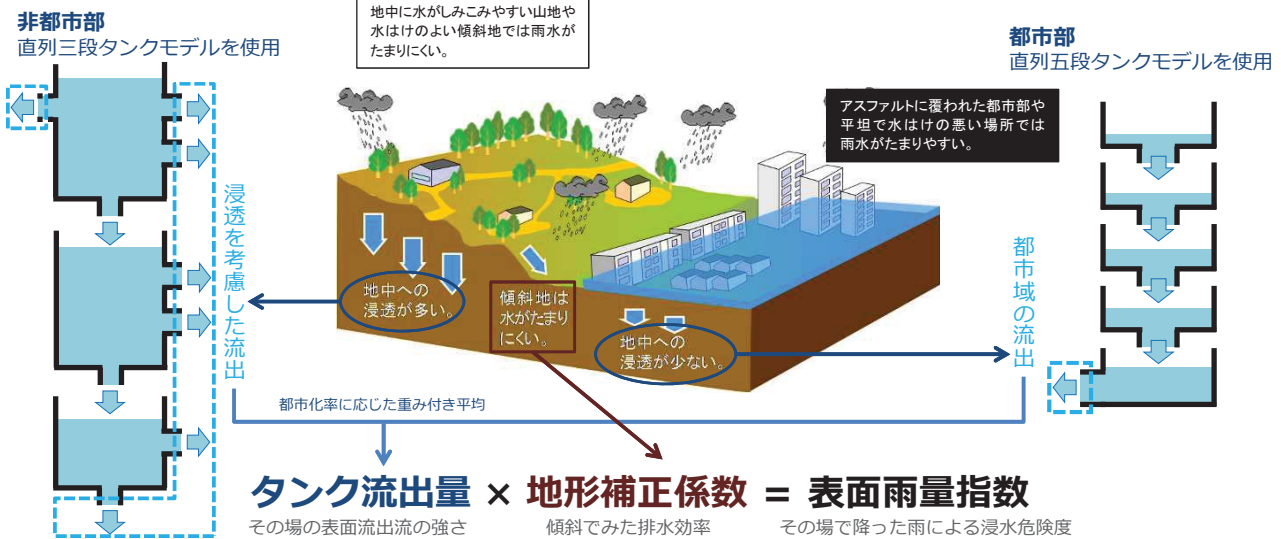 非都市部
直列三段タンクモデルを使用
地中に水がしみこみやすい山地や
水はけのよい傾斜地では雨水が
たまりにくい。
都市部
直列五段タンクモデルを使用
アスファルトに覆われた都市部や
平坦で水はけの悪い場所では
雨水がたまりやすい。
浸透を考慮した流出
地中への
浸透が多い。
傾斜地は
水がたまり
にくい。
地中への
浸透が少ない。
都市域の流出
都市化率に応じた重み付き平均
タンク流出量 × 地形補正係数 = 表面雨量指数
その場の表面流出流の強さ 傾斜でみた排水効率 その場で降った雨による浸水危険度